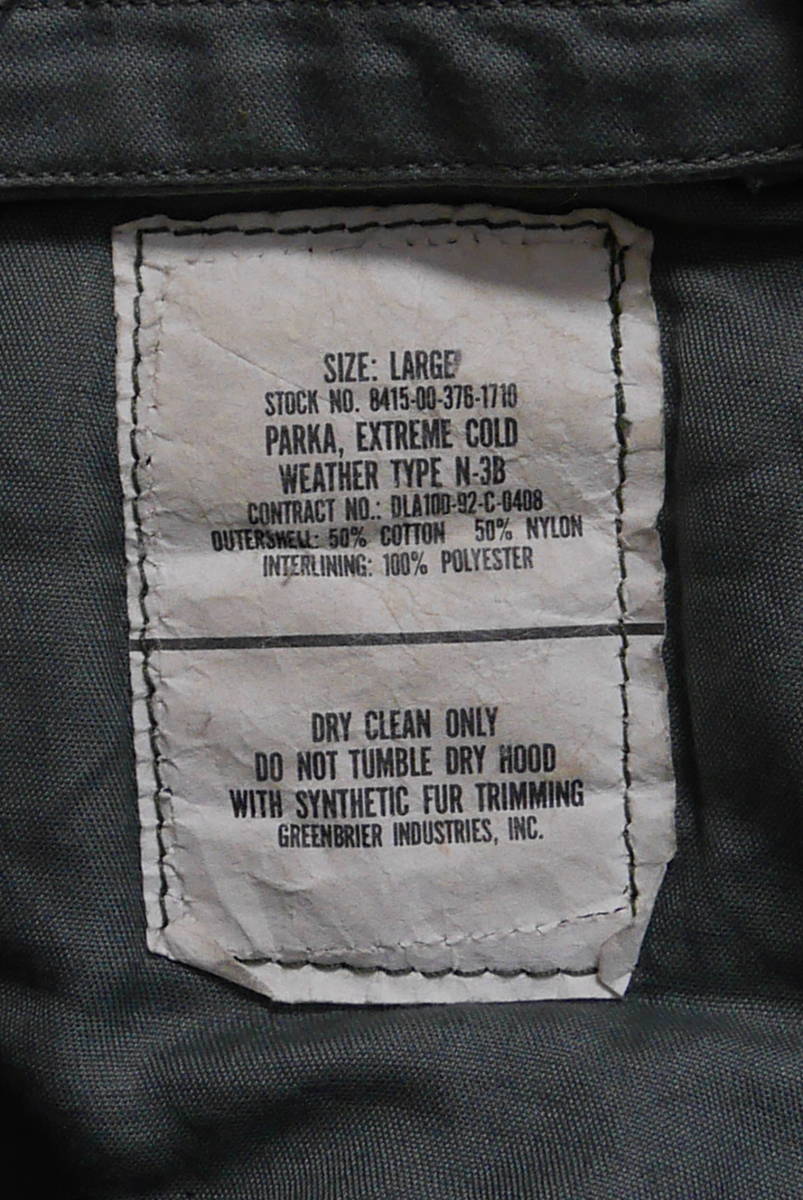 SIZE: LARGE
STOCK NO. 8415-00-376-1710
PARKA, EXTREME COLD
WEATHER TYPE N-3B
CONTRACT NO.: DLA100-92-C-0408
OUTERSHELL: 50% COTTON 50% NYLON
INTERLINING: 100% POLYESTER
DRY CLEAN ONLY
DO NOT TUMBLE DRY HOOD
WITH SYNTHETIC FUR TRIMMING
GREENBRIER INDUSTRIES, INC.